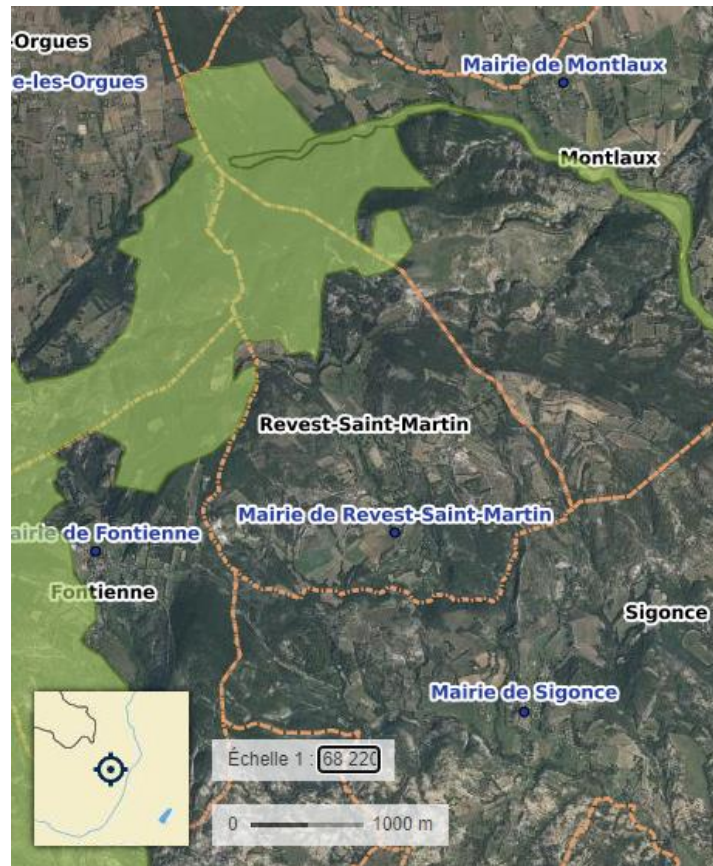 -Orgues
e-les-Orgues
Mairie de Montlaux
Montlaux
Revest-Saint-Martin
Mairie de Revest-Saint-Martin
airie de Fontienne
Fontienne
Sigonce
Mairie de Sigonce
Échelle 1 : 68 220
0 1000 m